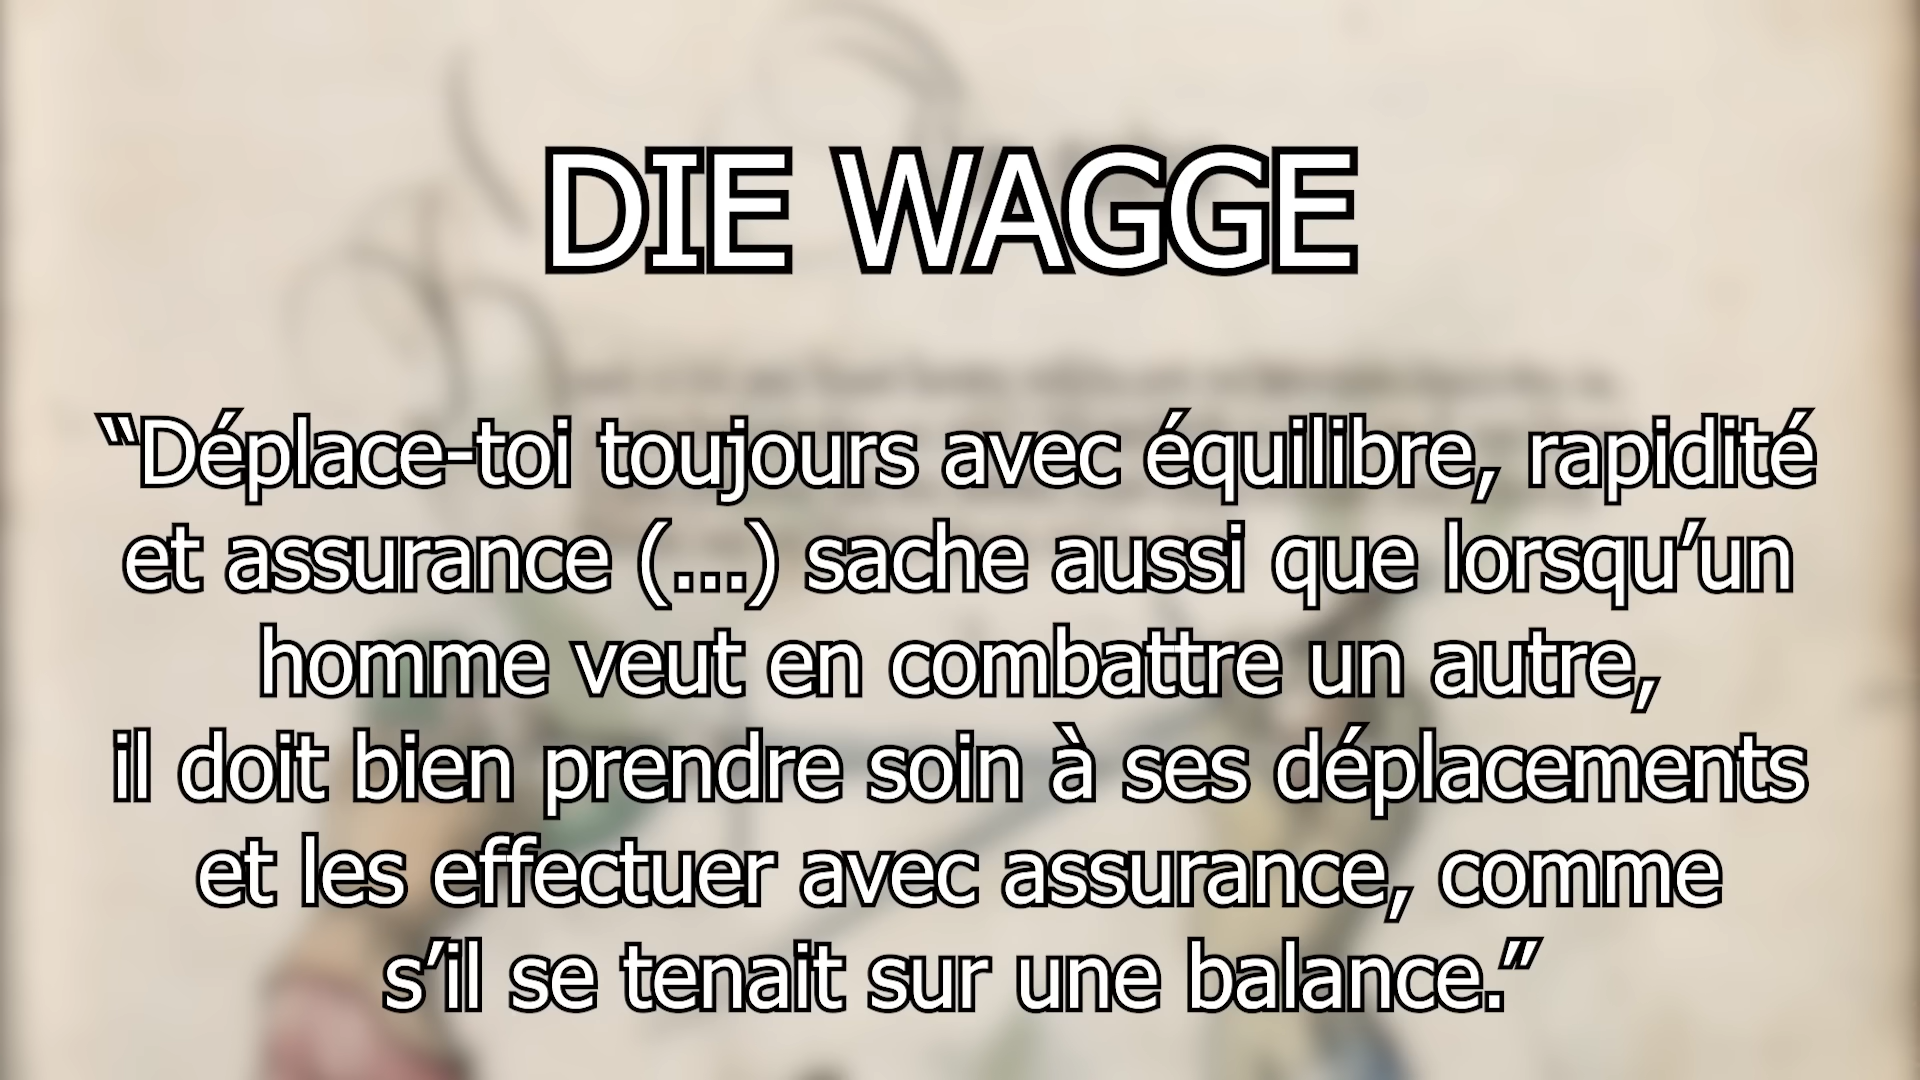 DIE WAGGE
“Déplace-toi toujours avec équilibre, rapidité
et assurance (...) sache aussi que lorsqu’un
homme veut en combattre un autre,
il doit bien prendre soin à ses déplacements
et les effectuer avec assurance, comme
s’il se tenait sur une balance.”